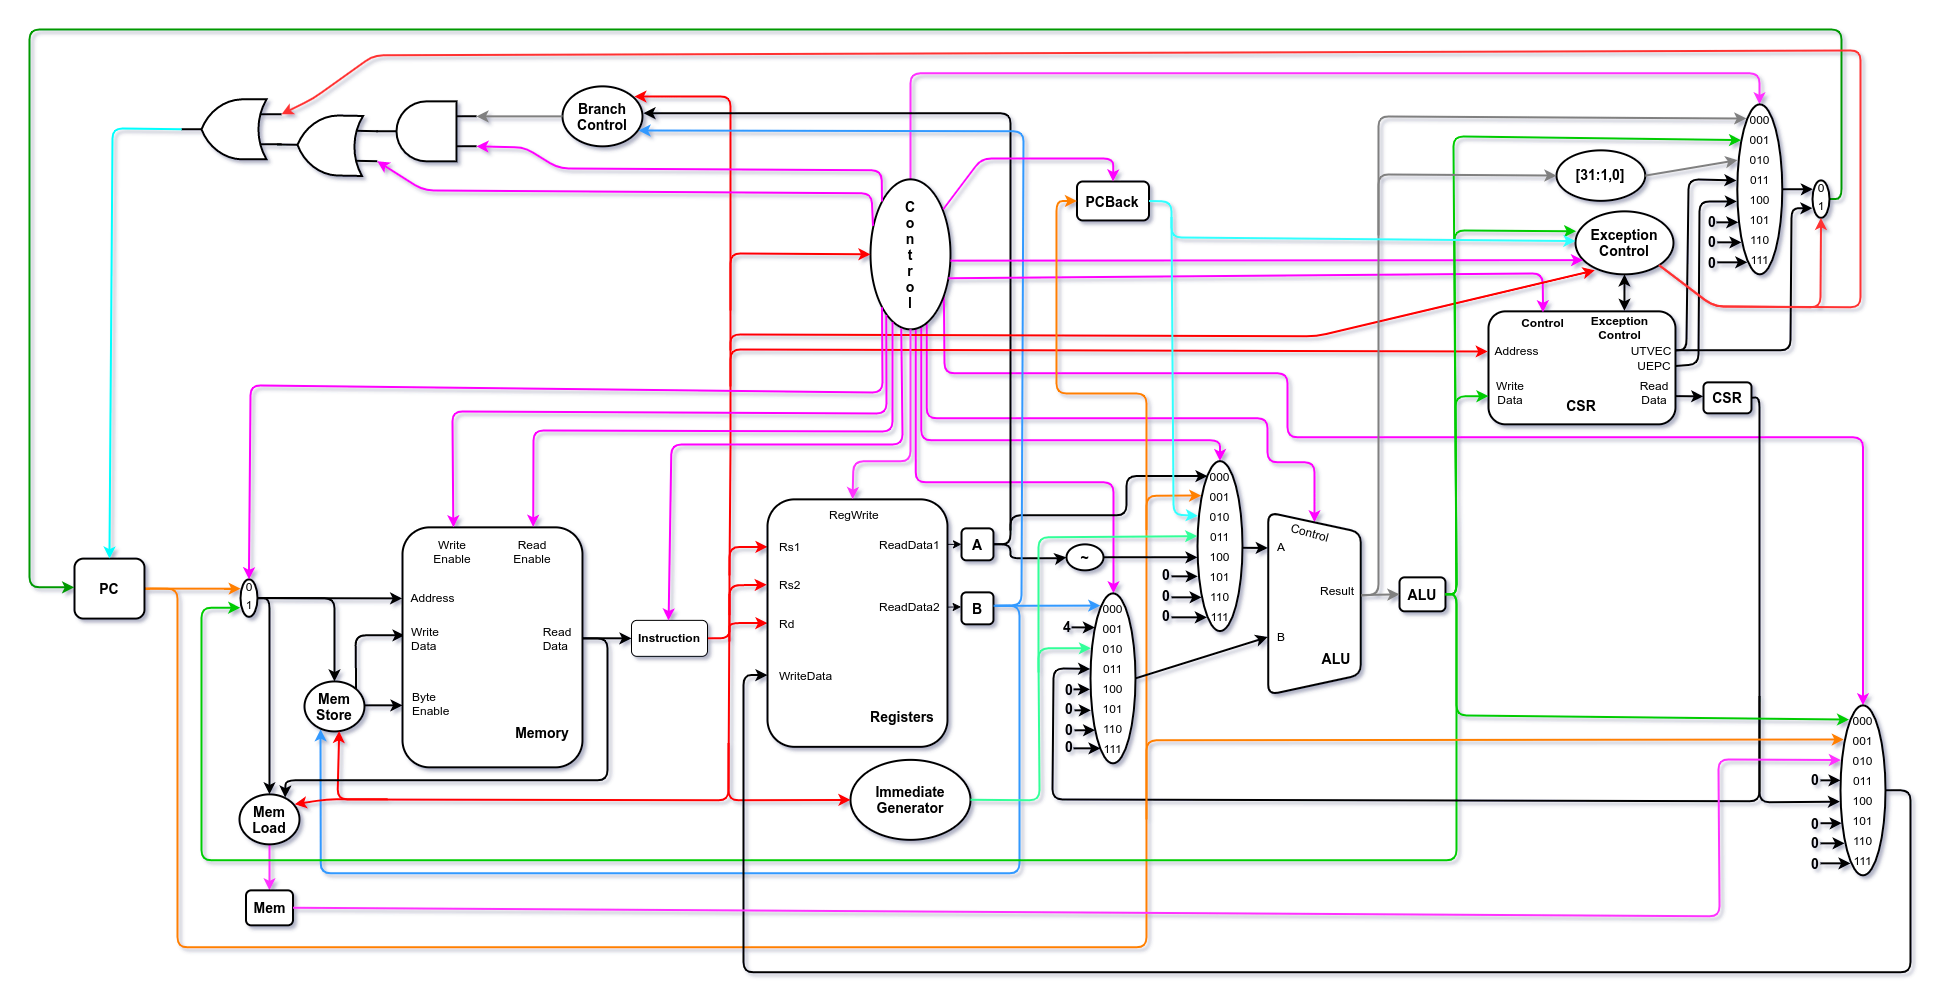 Branch
Control
C
o
n
t
r
o
l
PCBack
[31:1,0]
Exception
Control
000
001
010
011
100
101
110
111
0
0
0
0
1
Control
Exception
Control
Address
UTVEC
UEPC
Write
Data
Read
Data
CSR
CSR
PC
0
1
Write
Enable
Read
Enable
Address
Write
Data
Read
Data
Byte
Enable
Memory
Mem
Store
Mem
Load
Mem
Instruction
RegWrite
Rs1
ReadData1
Rs2
ReadData2
Rd
WriteData
Registers
A
B
Immediate
Generator
~
000
001
010
011
100
101
110
111
0
0
0
000
001
010
011
100
101
110
111
4
0
0
0
0
Control
A
Result
B
ALU
ALU
000
001
010
011
100
101
110
111
0
0
0
0